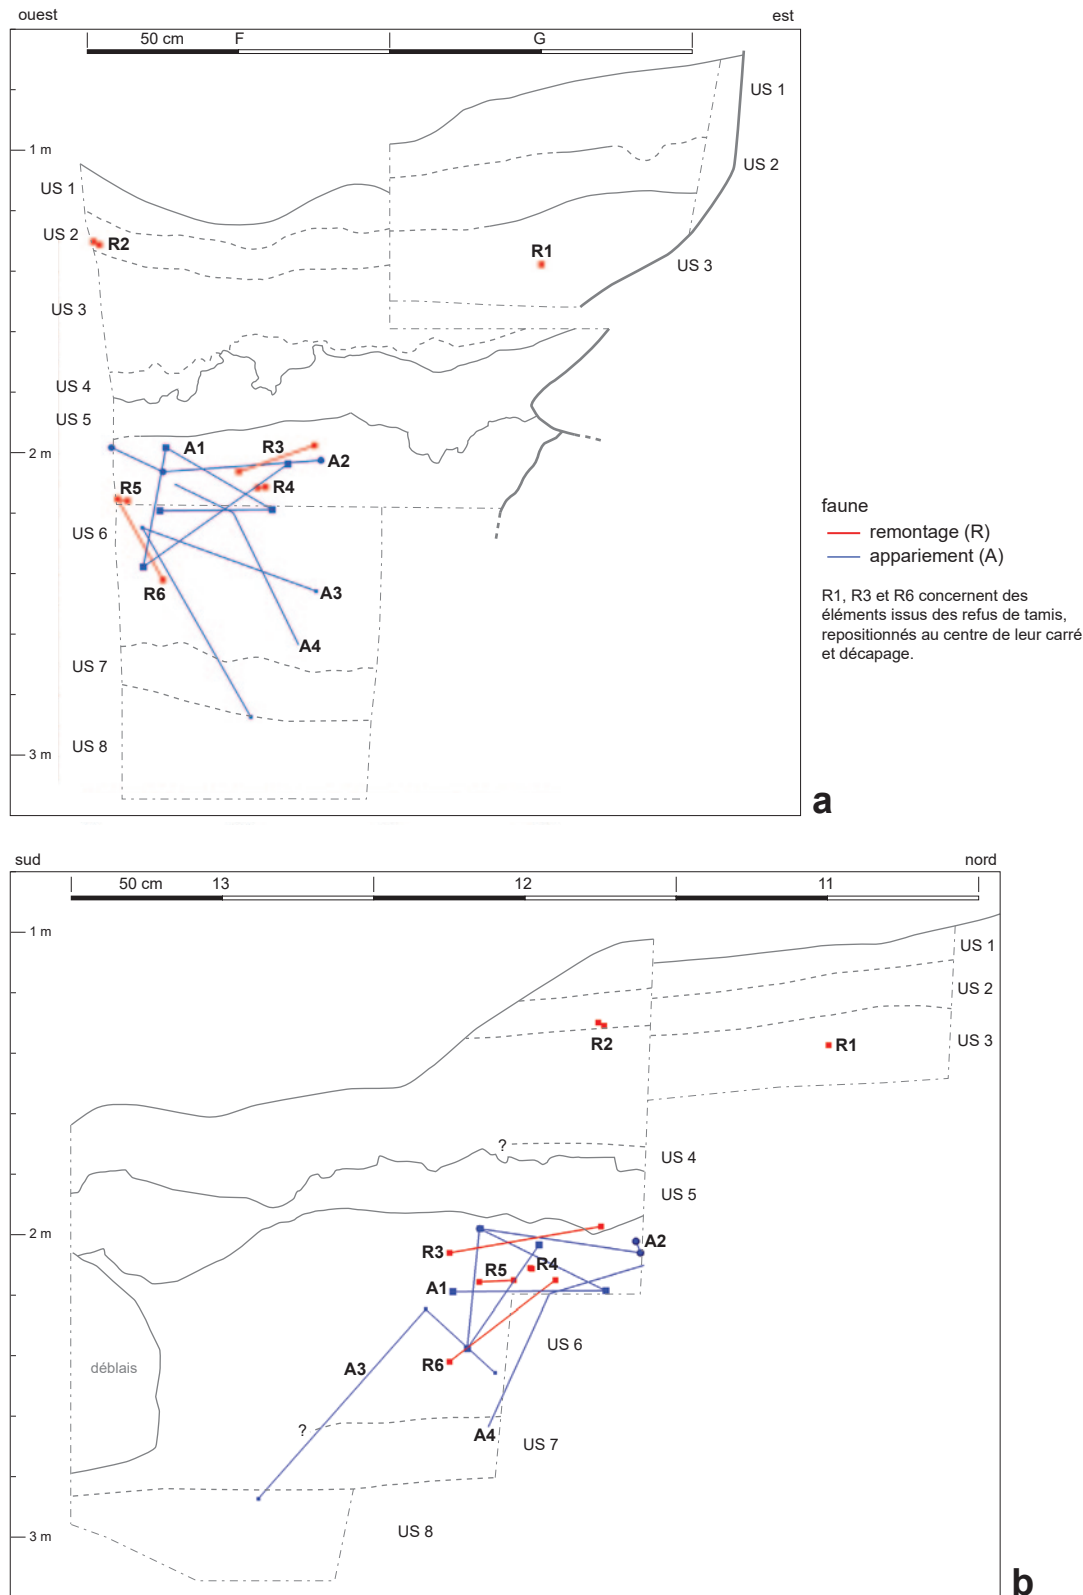 ouest
est
50 cm
F
G
US 1
1 m
US 2
US 1
US 2
R2
R1
US 3
US 3
US 4
US 5
2 m
A1
R3
A2
R5
R4
US 6
R6
A3
A4
US 7
US 8
3 m
a
faune
remontage (R)
appariement (A)
R1, R3 et R6 concernent des
éléments issus des refus de tamis,
repositionnés au centre de leur carré
et décapage.
sud
nord
50 cm
13
12
11
1 m
US 1
US 2
R2
R1
US 3
?
US 4
US 5
2 m
R3
A2
R5
R4
A1
US 6
déblais
A3
R6
?
A4
US 7
US 8
3 m
b